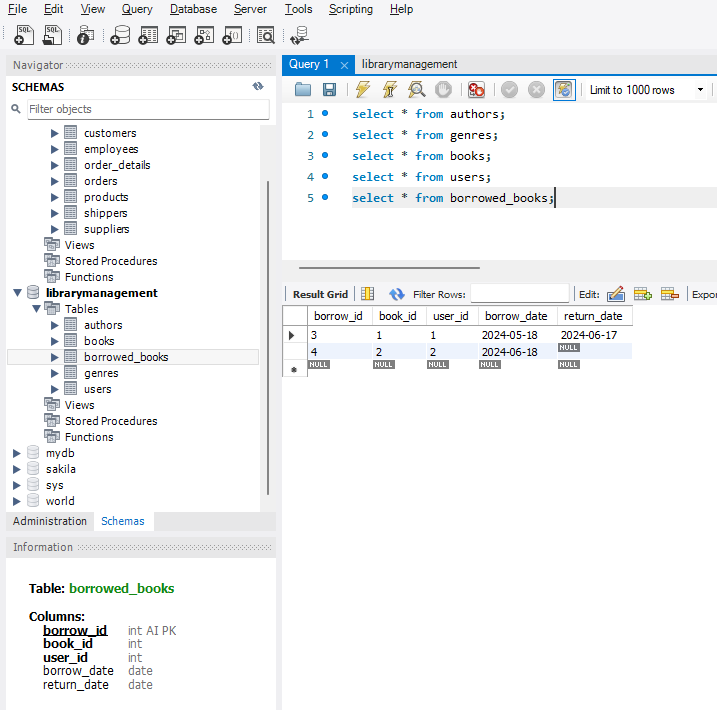 File Edit View Query Database Server Tools Scripting Help
SQL SQL
Navigator
SCHEMAS
Filter objects
customers
employees
order_details
orders
products
shippers
suppliers
Views
Stored Procedures
Functions
librarymanagement
Tables
authors
books
borrowed_books
genres
users
Views
Stored Procedures
Functions
mydb
sakila
sys
world
Administration Schemas
Information
Table: borrowed_books
Columns:
borrow_id int AI PK
book_id int
user_id int
borrow_date date
return_date date
Query 1 librarymanagement
Limit to 1000 rows
1 select * from authors;
2 select * from genres;
3 select * from books;
4 select * from users;
5 select * from borrowed_books;
Result Grid Filter Rows: Edit: Expor
borrow_id book_id user_id borrow_date return_date
3 1 1 2024-05-18 2024-06-17
4 2 2 2024-06-18 NULL
NULL NULL NULL NULL NULL